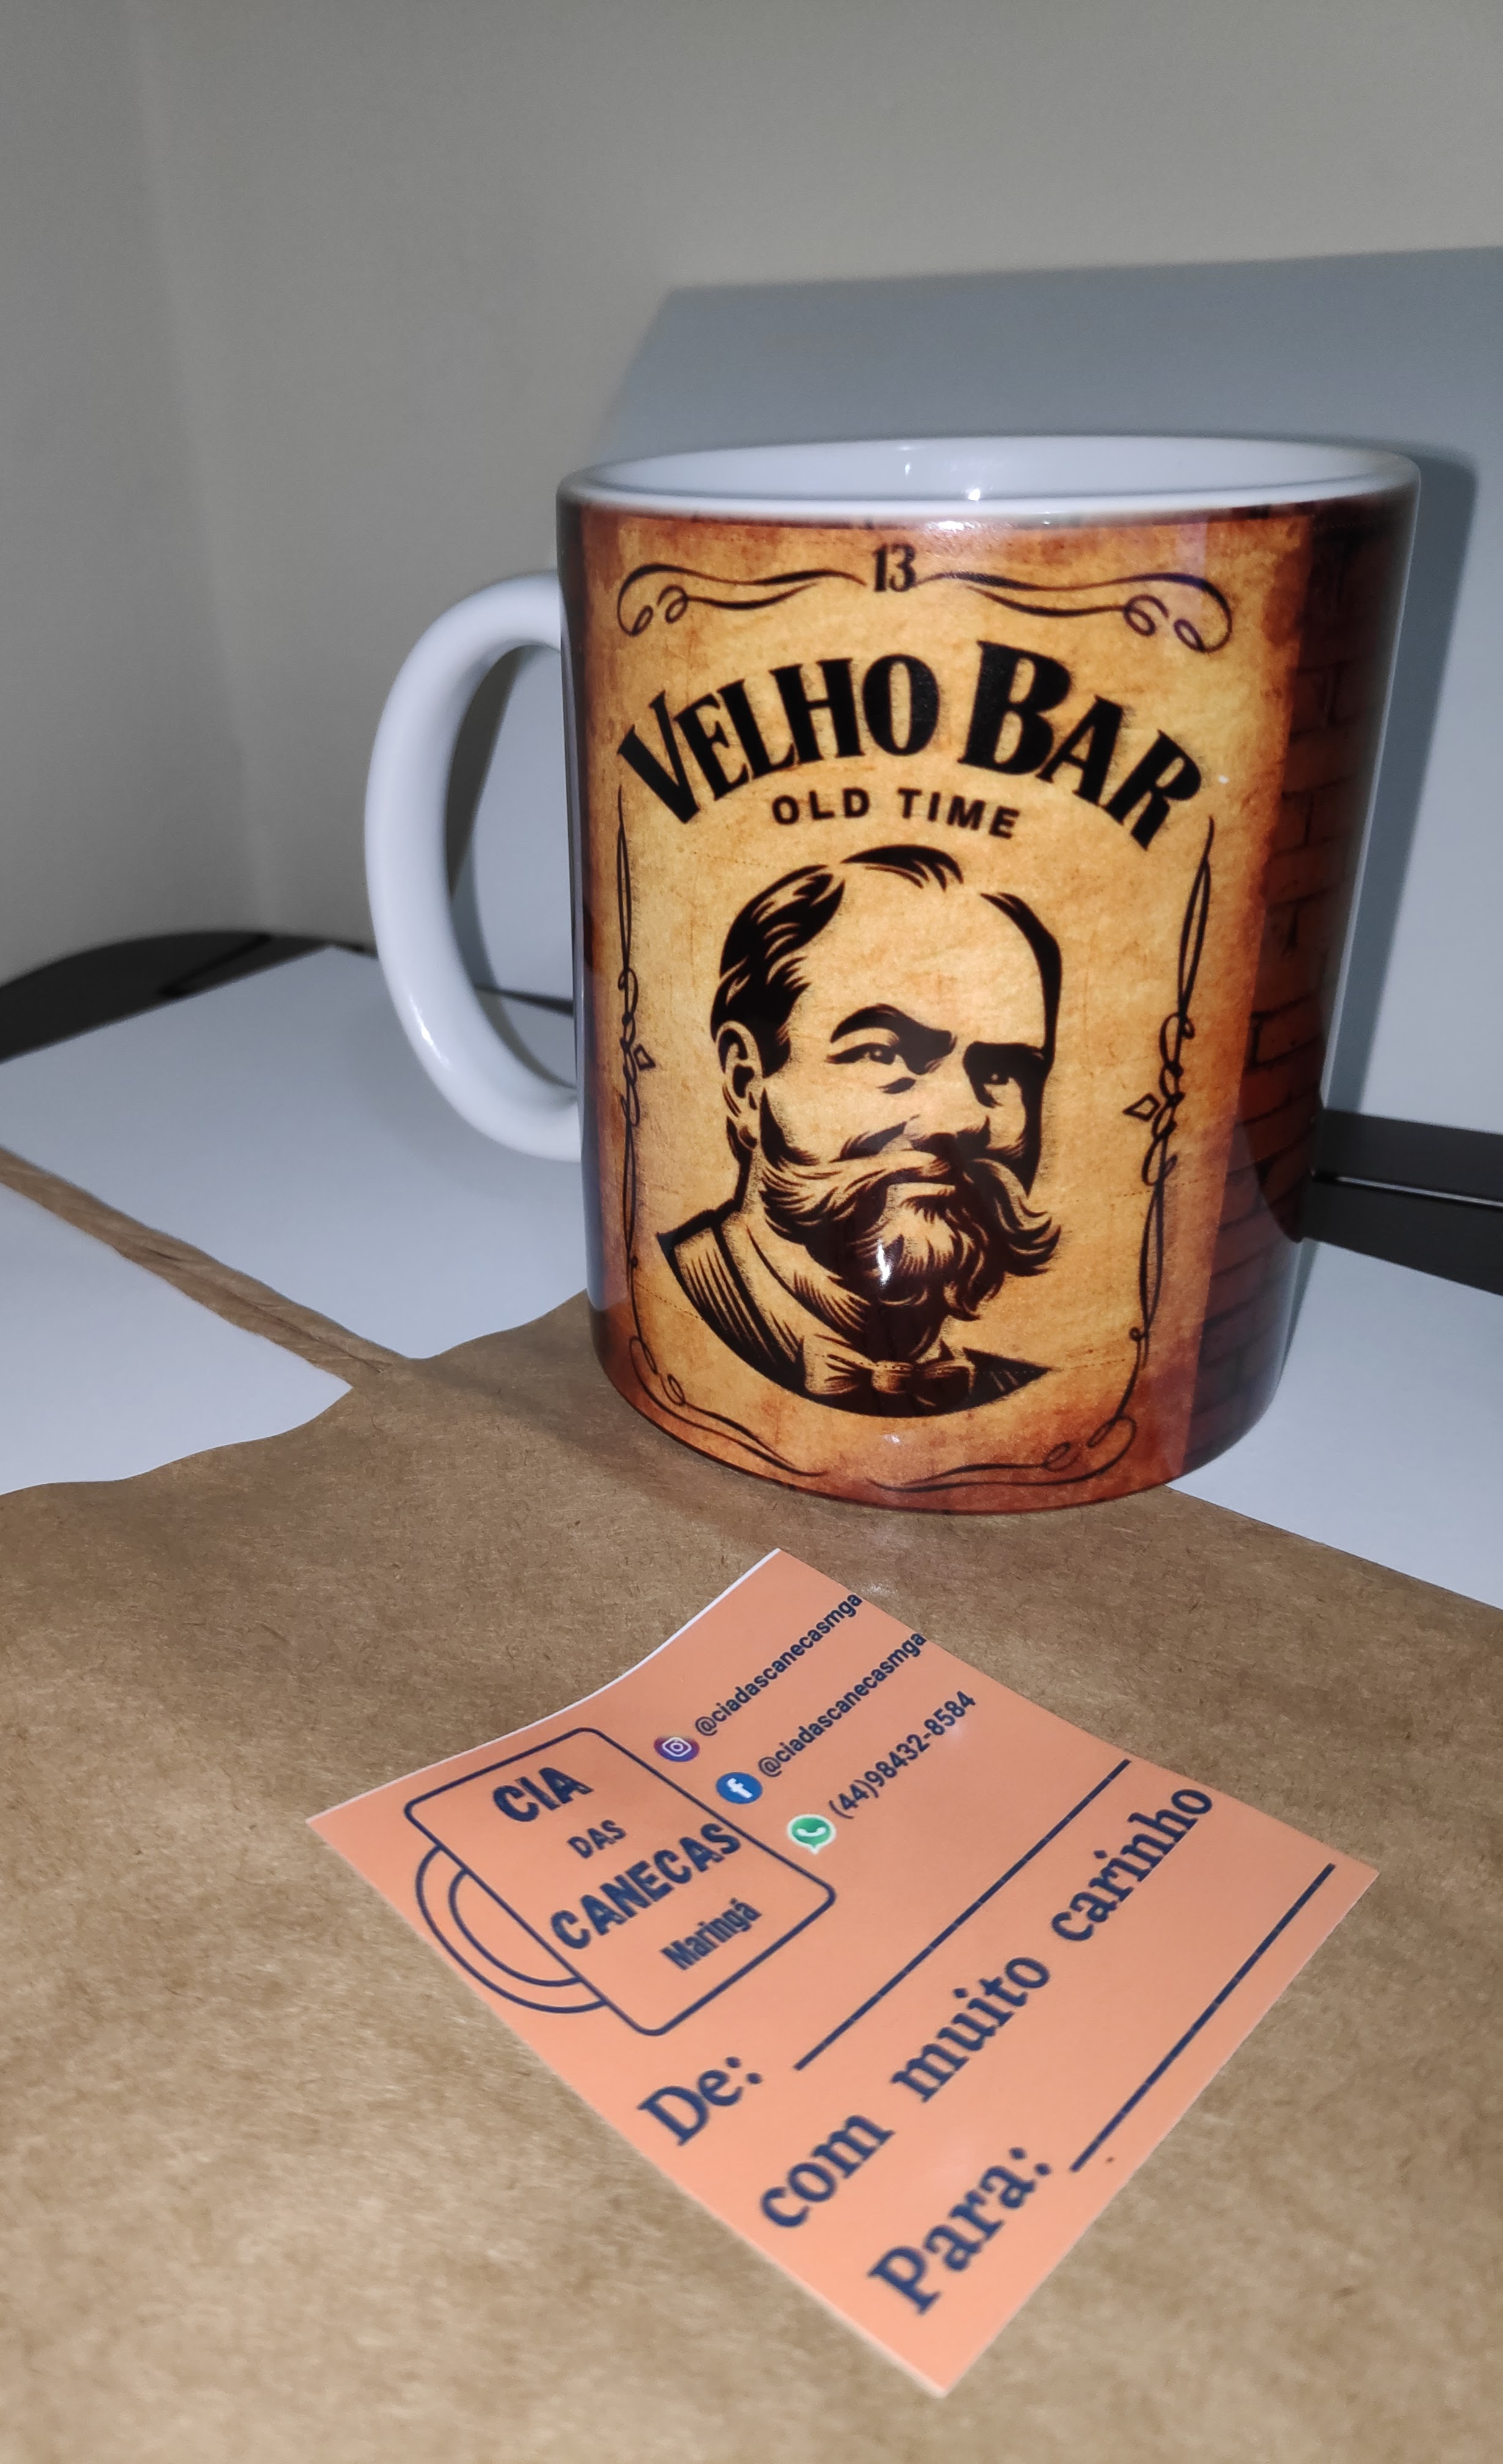 13
VELHO BAR
OLD TIME
CIA
DAS
CANECAS
Maringá
@ciadascanecasmga
@ciadascanecasmga
(44)98432-8584
De:
com muito carinho
Para: